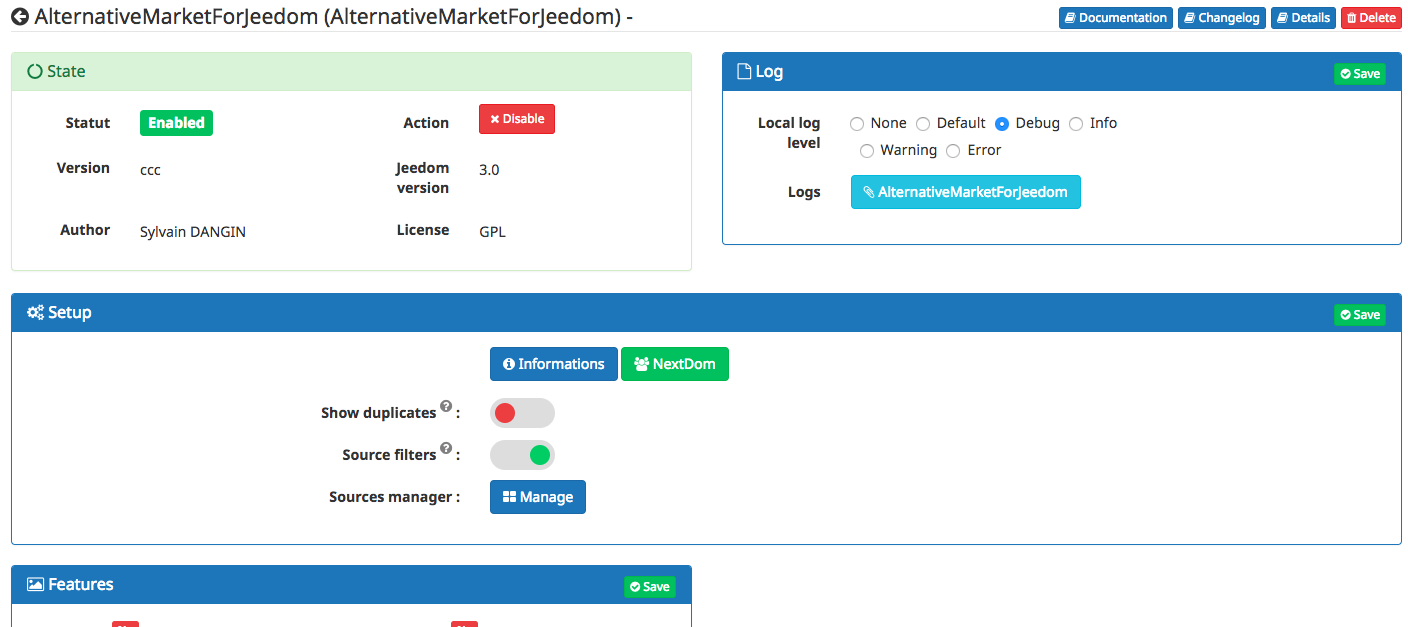 AlternativeMarketForJeedom (AlternativeMarketForJeedom) -
Documentation Changelog Details Delete
State
Statut Enabled Action Disable
Version ccc Jeedom version 3.0
Author Sylvain DANGIN License GPL
Log Save
Local log level None Default Debug Info
Warning Error
Logs AlternativeMarketForJeedom
Setup Save
Informations NextDom
Show duplicates ? :
Source filters ? :
Sources manager : Manage
Features Save